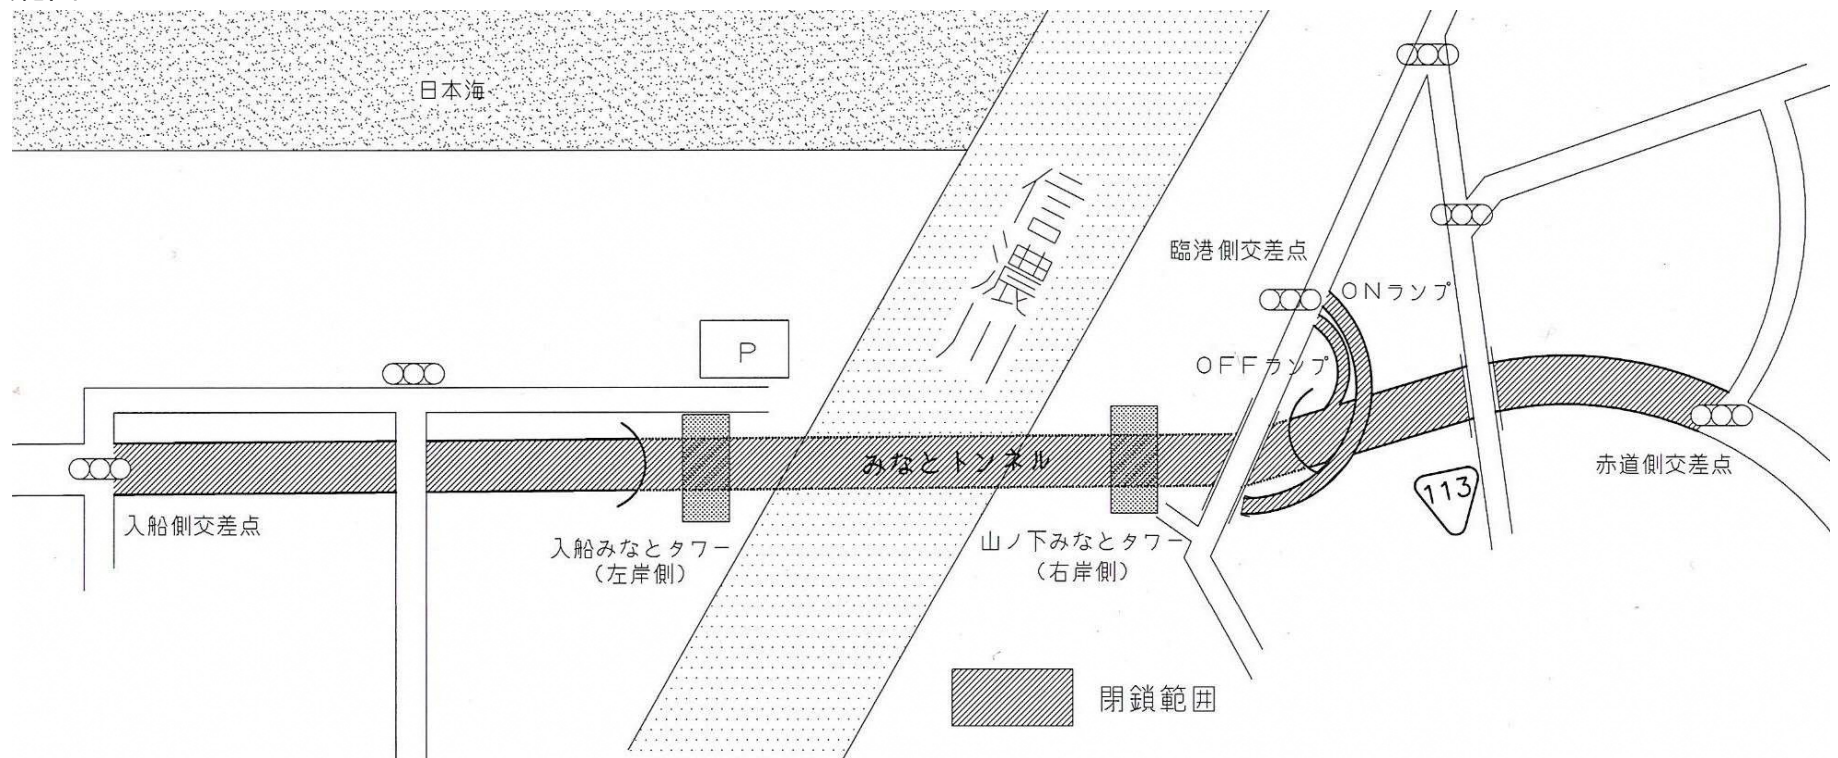 日本海
信濃川
臨港側交差点
ONランプ
P
OFFランプ
みなとトンネル
赤道側交差点
113
入船側交差点
入船みなとタワー
(左岸側)
山ノ下みなとタワー
(右岸側)
閉鎖範囲